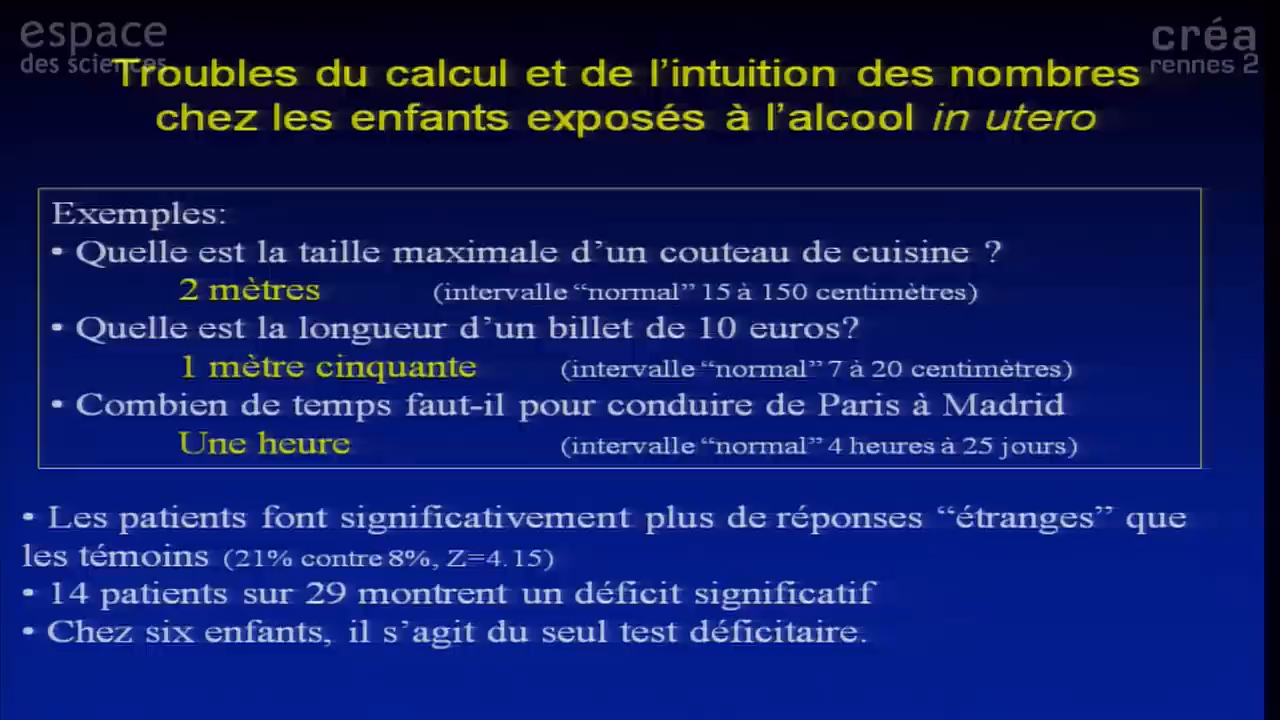 espace
des sciences
créa
rennes 2
Troubles du calcul et de l'intuition des nombres
chez les enfants exposés à l'alcool in utero
Exemples:
• Quelle est la taille maximale d'un couteau de cuisine ?
2 mètres (intervalle “normal” 15 à 150 centimètres)
• Quelle est la longueur d'un billet de 10 euros?
1 mètre cinquante (intervalle “normal” 7 à 20 centimètres)
• Combien de temps faut-il pour conduire de Paris à Madrid
Une heure (intervalle “normal” 4 heures à 25 jours)
• Les patients font significativement plus de réponses “étranges” que
les témoins (21% contre 8%, Z=4.15)
• 14 patients sur 29 montrent un déficit significatif
• Chez six enfants, il s'agit du seul test déficitaire.